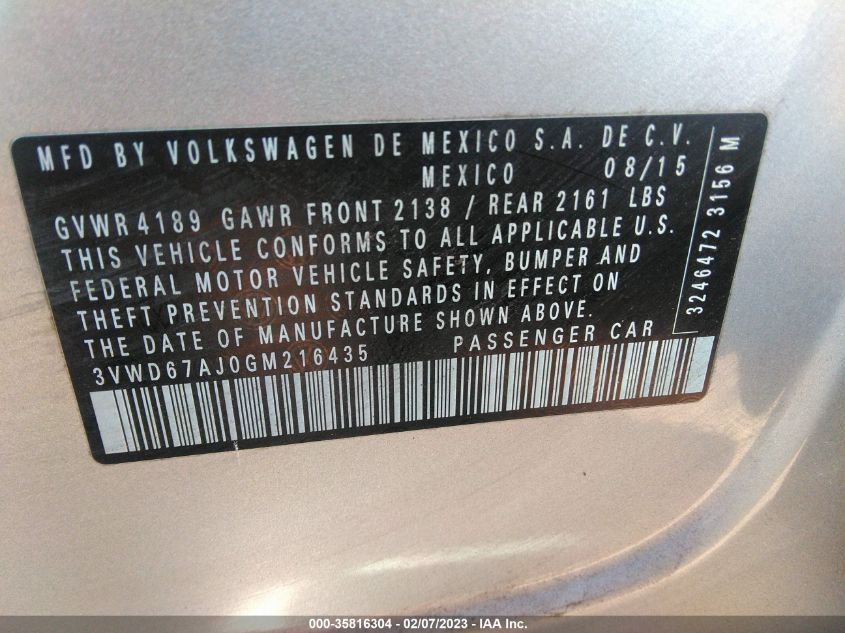 MFD BY VOLKSWAGEN DE MEXICO S.A. DE C.V.
MEXICO 08/15
GVWR 4189 GAWR FRONT 2138 / REAR 2161 LBS
THIS VEHICLE CONFORMS TO ALL APPLICABLE U.S.
FEDERAL MOTOR VEHICLE SAFETY, BUMPER AND
THEFT PREVENTION STANDARDS IN EFFECT ON
THE DATE OF MANUFACTURE SHOWN ABOVE.
3VWD67AJ0GM216435 PASSENGER CAR
3246472 3156 M
000-35816304 - 02/07/2023 - IAA Inc.